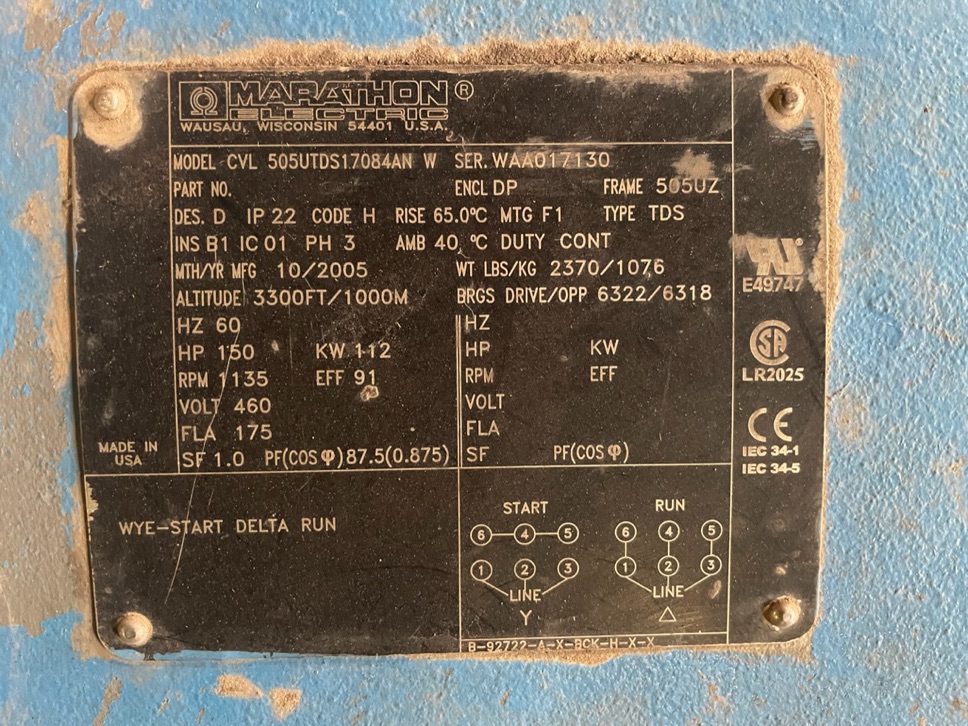 MARATHON ®
ELECTRIC
WAUSAU, WISCONSIN 54401 U.S.A.
MODEL CVL 505UTDS17084AN W SER. WAA017130
PART NO. ENCL DP FRAME 505UZ
DES. D IP 22 CODE H RISE 65.0°C MTG F1 TYPE TDS
INS B1 IC 01 PH 3 AMB 40 °C DUTY CONT
MTH/YR MFG 10/2005 WT LBS/KG 2370/1076
ALTITUDE 3300FT/1000M BRGS DRIVE/OPP 6322/6318
HZ 60
HP 150 KW 112
RPM 1135 EFF 91
VOLT 460
FLA 175
SF 1.0 PF(COS φ) 87.5(0.875)
HZ
HP KW
RPM EFF
VOLT
FLA
SF PF(COS φ)
MADE IN
USA
RU ®
E49747
SA
LR2025
CE
IEC 34-1
IEC 34-5
WYE-START DELTA RUN
START
6 4 5
1 2 3
LINE
Y
RUN
6 4 5
1 2 3
LINE
△
B-92722-A-X-BCK-H-X-X